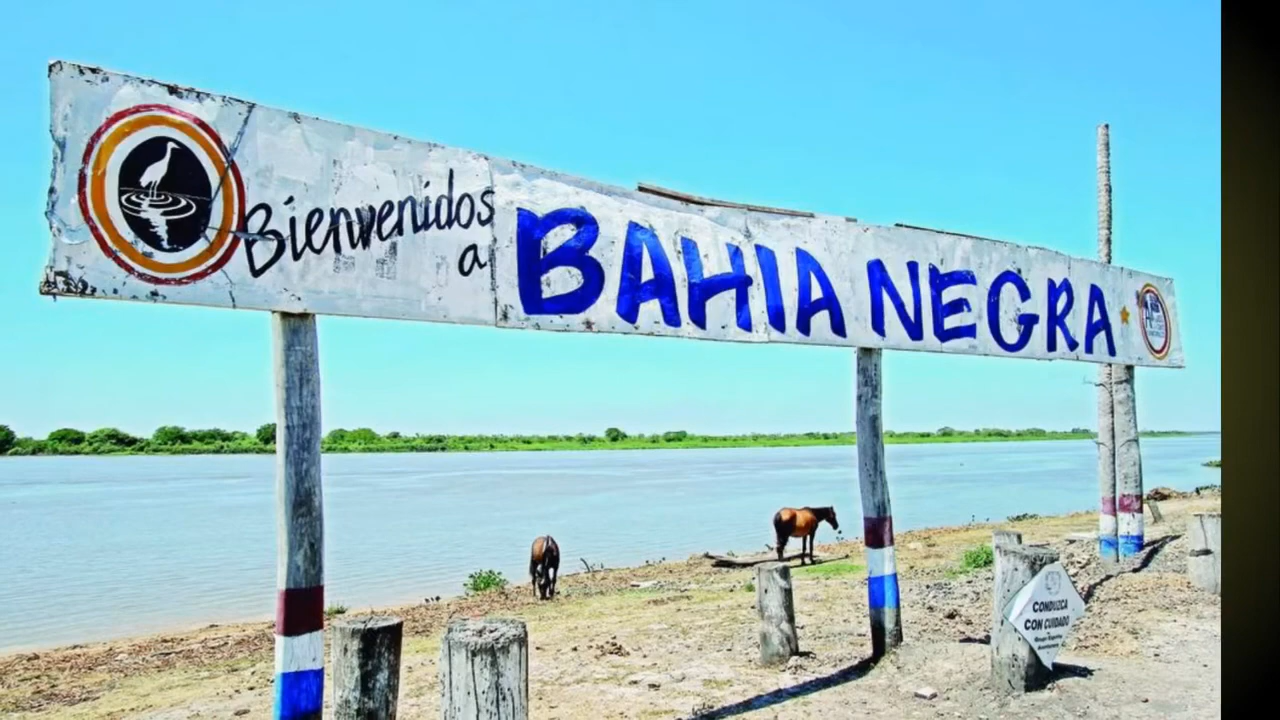 Bienvenidos
a
BAHIA NEGRA
CONDUZCA
CON CUIDADO